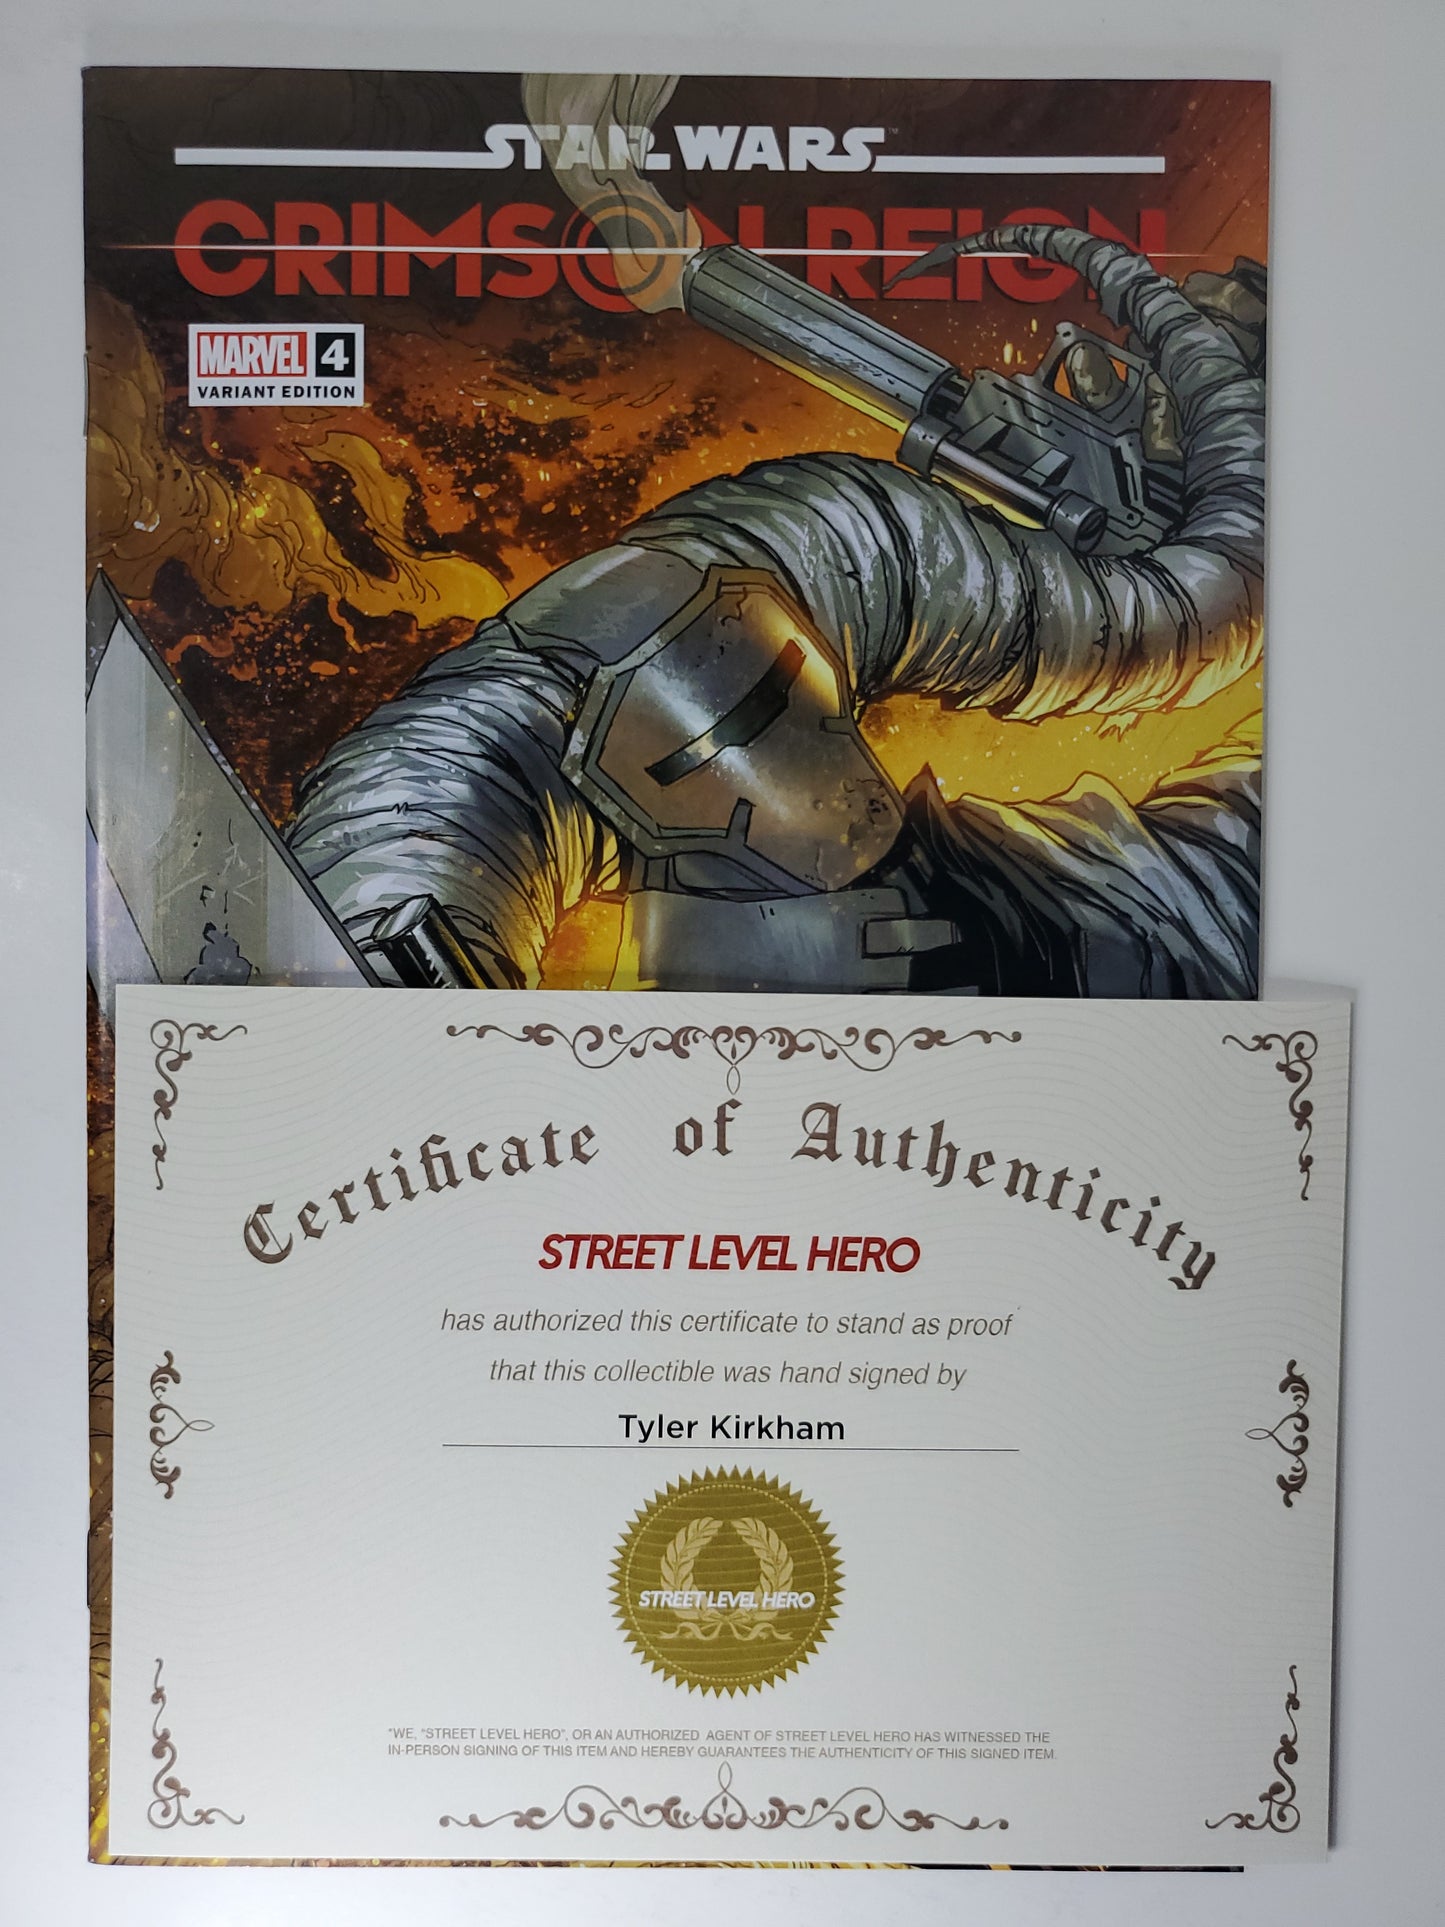 STAR WARS™
CRIMSON REIGN
MARVEL 4
VARIANT EDITION
Certificate of Authenticity
STREET LEVEL HERO
has authorized this certificate to stand as proof
that this collectible was hand signed by
Tyler Kirkham
STREET LEVEL HERO
"WE, "STREET LEVEL HERO", OR AN AUTHORIZED AGENT OF STREET LEVEL HERO HAS WITNESSED THE
IN-PERSON SIGNING OF THIS ITEM AND HEREBY GUARANTEES THE AUTHENTICITY OF THIS SIGNED ITEM.